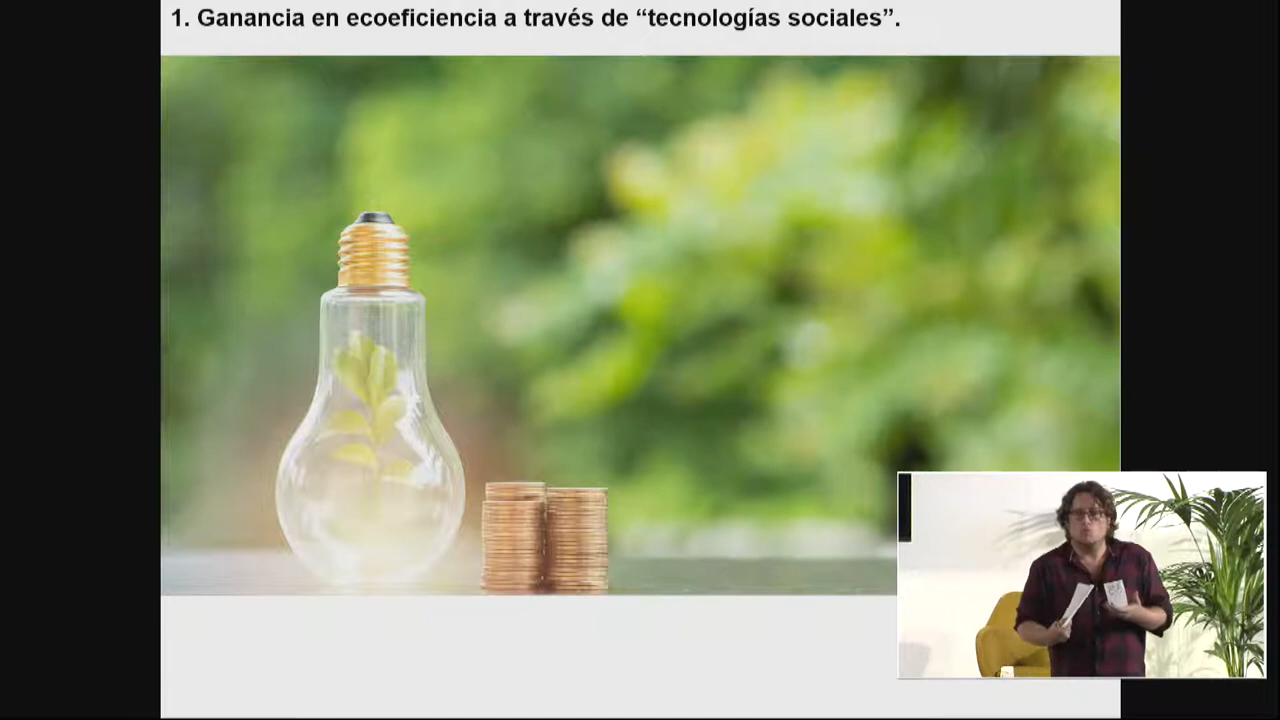 1. Ganancia en ecoeficiencia a través de “tecnologías sociales”.